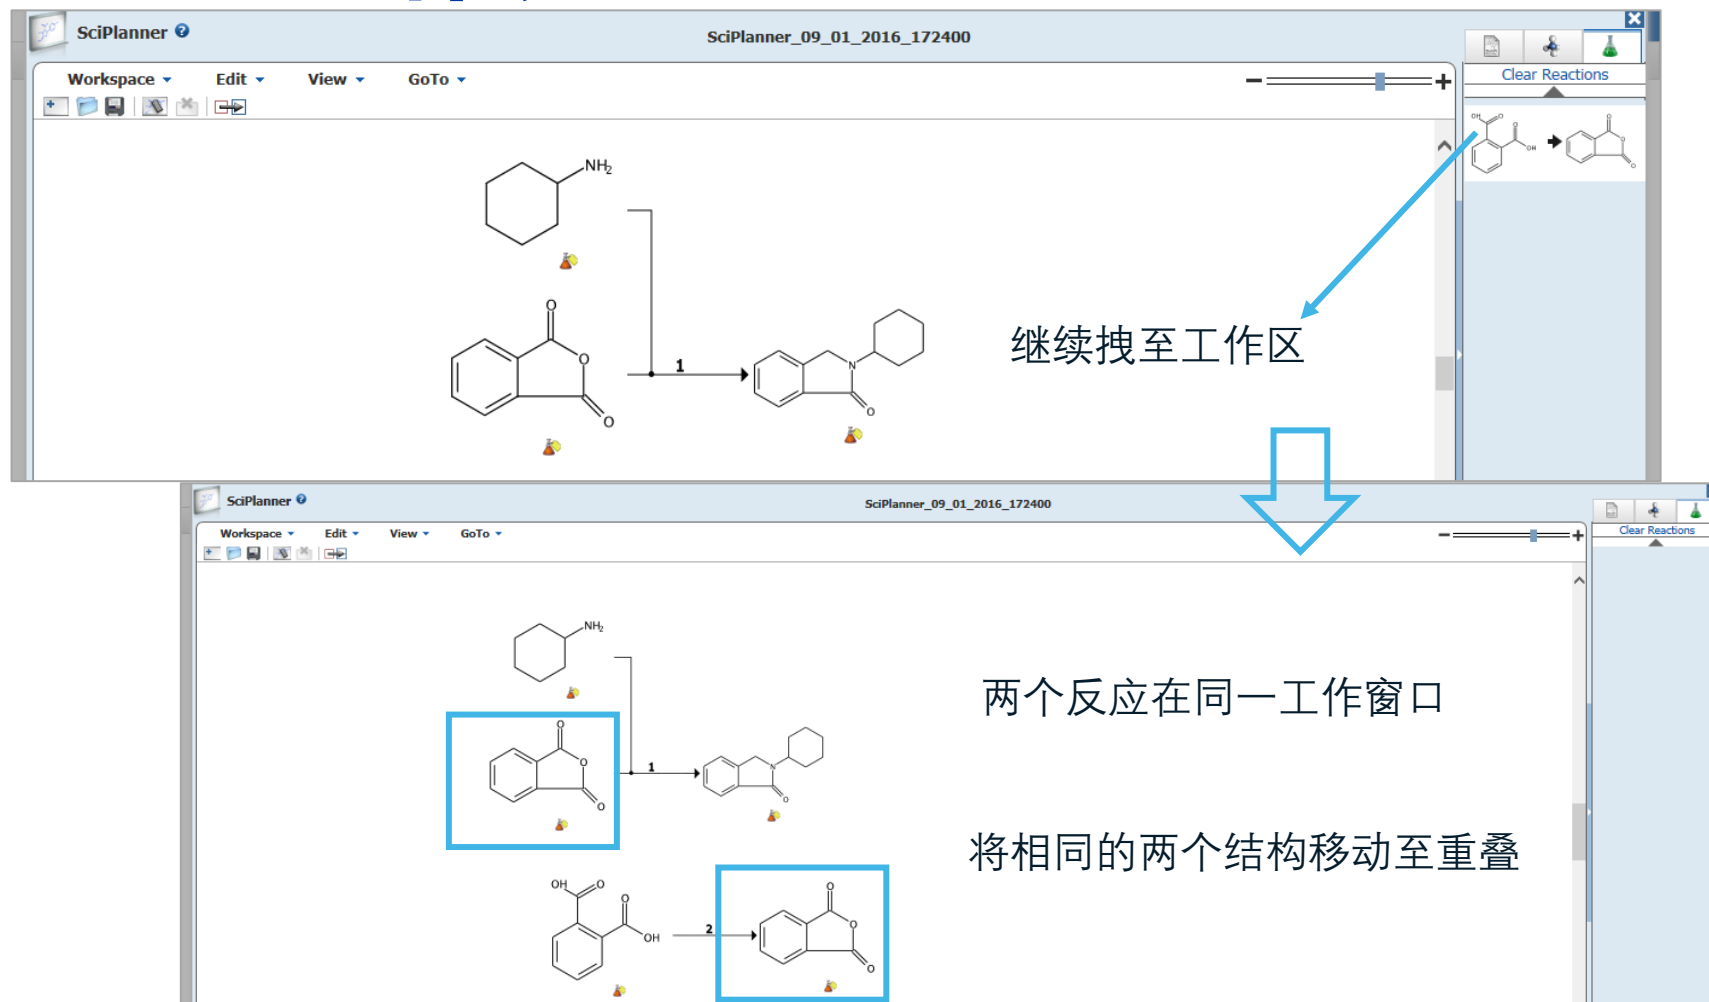 SciPlanner
SciPlanner_09_01_2016_172400
Workspace Edit View GoTo
Clear Reactions
OH O
O
OH
O
O
O
NH2
O
O
O
1
N
O
继续拽至工作区
SciPlanner
SciPlanner_09_01_2016_172400
Workspace Edit View GoTo
Clear Reactions
NH2
O
O
O
1
N
O
两个反应在同一工作窗口
将相同的两个结构移动至重叠
OH O
O
OH
2
O
O
O